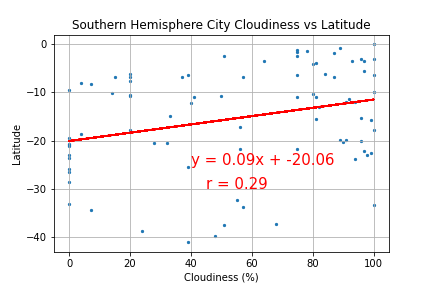 Southern Hemisphere City Cloudiness vs Latitude
0
−10
−20
−30
−40
Latitude
y = 0.09x + -20.06
r = 0.29
0 20 40 60 80 100
Cloudiness (%)